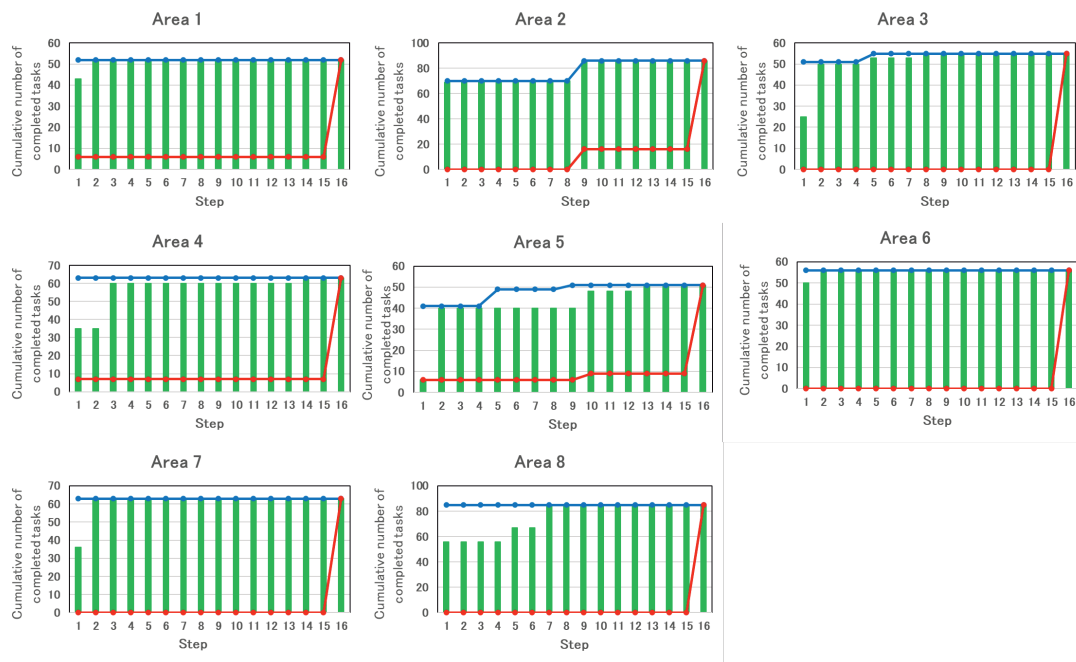 Area 1
Cumulative number of
completed tasks
60
50
40
30
20
10
0
1 2 3 4 5 6 7 8 9 10 11 12 13 14 15 16
Step
Area 2
Cumulative number of
completed tasks
100
80
60
40
20
0
1 2 3 4 5 6 7 8 9 10 11 12 13 14 15 16
Step
Area 3
Cumulative number of
completed tasks
60
50
40
30
20
10
0
1 2 3 4 5 6 7 8 9 10 11 12 13 14 15 16
Step
Area 4
Cumulative number of
completed tasks
70
60
50
40
30
20
10
0
1 2 3 4 5 6 7 8 9 10 11 12 13 14 15 16
Step
Area 5
Cumulative number of
completed tasks
60
50
40
30
20
10
0
1 2 3 4 5 6 7 8 9 10 11 12 13 14 15 16
Step
Area 6
Cumulative number of
completed tasks
60
50
40
30
20
10
0
1 2 3 4 5 6 7 8 9 10 11 12 13 14 15 16
Step
Area 7
Cumulative number of
completed tasks
70
60
50
40
30
20
10
0
1 2 3 4 5 6 7 8 9 10 11 12 13 14 15 16
Step
Area 8
Cumulative number of
completed tasks
100
80
60
40
20
0
1 2 3 4 5 6 7 8 9 10 11 12 13 14 15 16
Step